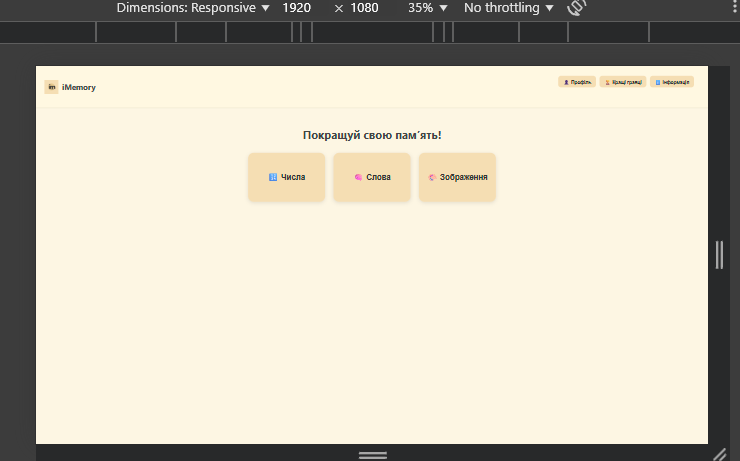 Dimensions: Responsive ▼ 1920 × 1080 35% ▼ No throttling ▼
im iMemory
Профіль Кращі гравці Інформація
Покращуй свою пам'ять!
Числа Слова Зображення